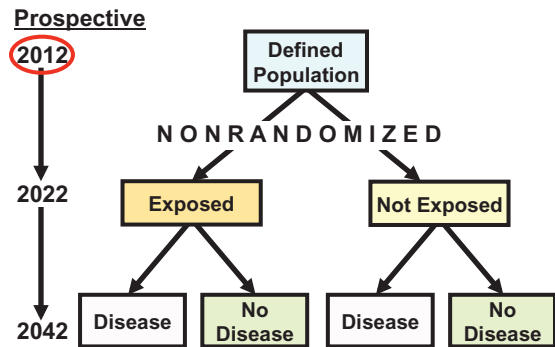 Prospective
2012
Defined
Population
NONRANDOMIZED
2022
Exposed
Not Exposed
2042
Disease
No
Disease
Disease
No
Disease